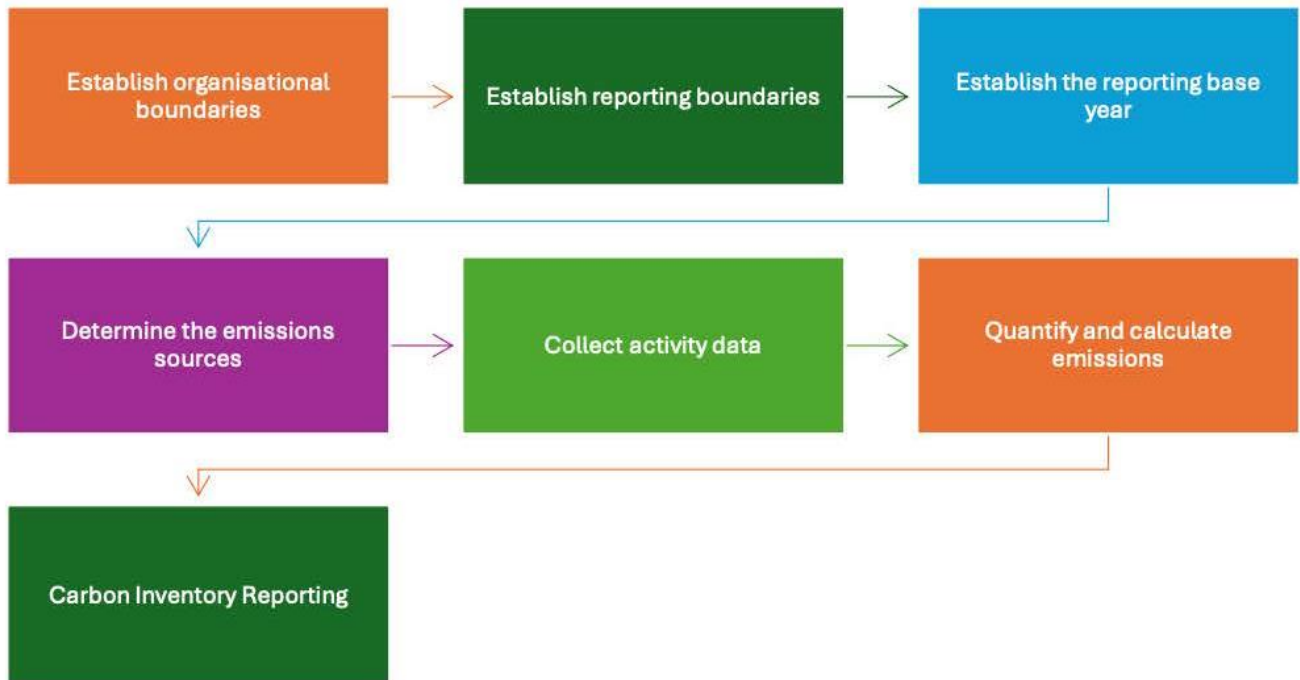 Establish organisational
boundaries
Establish reporting boundaries
Establish the reporting base
year
Determine the emissions
sources
Collect activity data
Quantify and calculate
emissions
Carbon Inventory Reporting